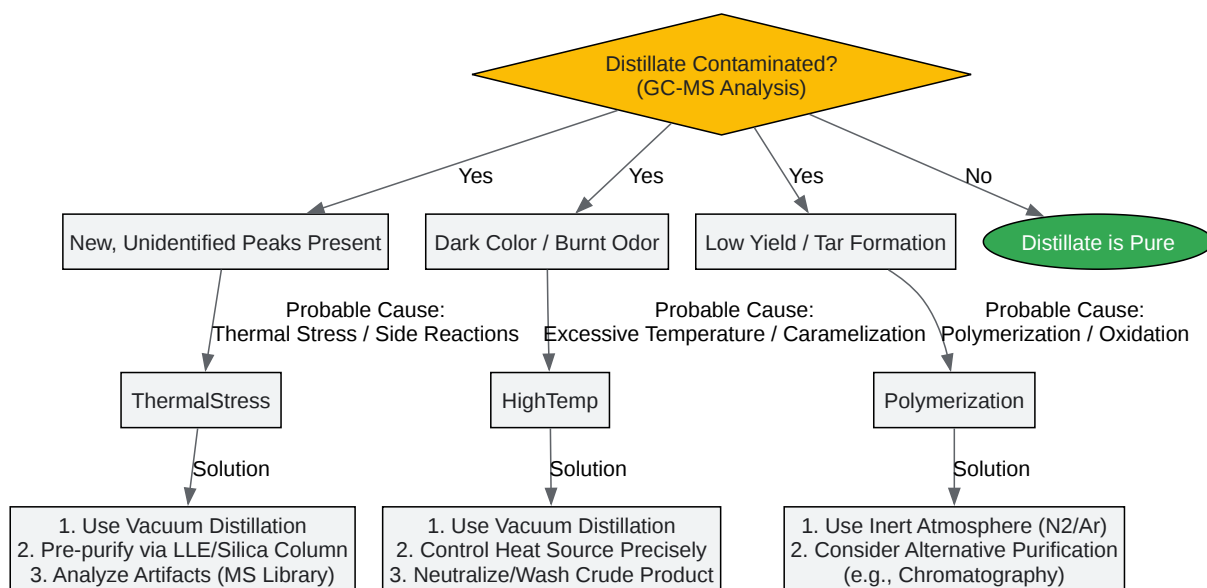 Distillate Contaminated?
(GC-MS Analysis)
Yes
Yes
Yes
No
New, Unidentified Peaks Present
Dark Color / Burnt Odor
Low Yield / Tar Formation
Distillate is Pure
Probable Cause:
Thermal Stress / Side Reactions
Probable Cause:
Excessive Temperature / Caramelization
Probable Cause:
Polymerization / Oxidation
ThermalStress
HighTemp
Polymerization
Solution
Solution
Solution
1. Use Vacuum Distillation
2. Pre-purify via LLE/Silica Column
3. Analyze Artifacts (MS Library)
1. Use Vacuum Distillation
2. Control Heat Source Precisely
3. Neutralize/Wash Crude Product
1. Use Inert Atmosphere (N2/Ar)
2. Consider Alternative Purification
(e.g., Chromatography)